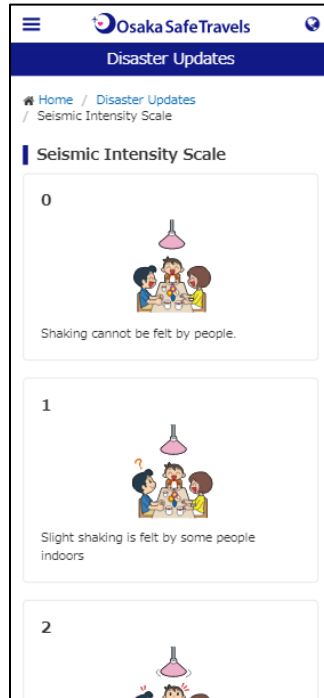 Osaka Safe Travels
Disaster Updates
Home / Disaster Updates
/ Seismic Intensity Scale
Seismic Intensity Scale
0
Shaking cannot be felt by people.
1
?
Slight shaking is felt by some people
indoors
2